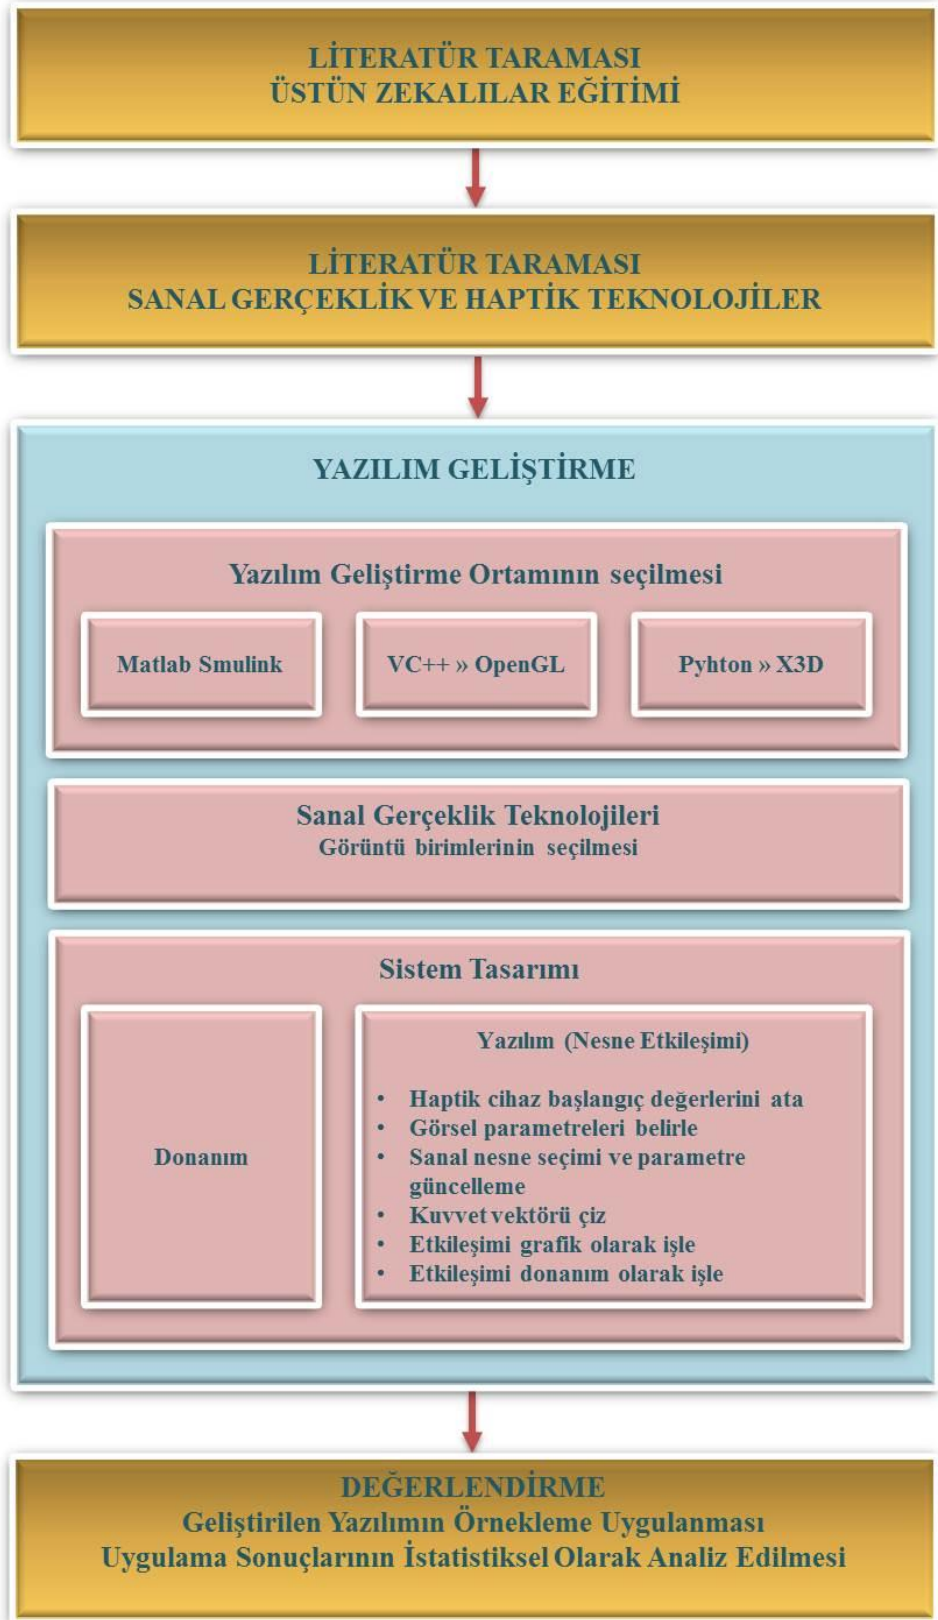 LİTERATÜR TARAMASI
ÜSTÜN ZEKALILAR EĞİTİMİ
LİTERATÜR TARAMASI
SANAL GERÇEKLİK VE HAPTİK TEKNOLOJİLER
YAZILIM GELİŞTİRME
Yazılım Geliştirme Ortamının seçilmesi
Matlab Smulink
VC++ » OpenGL
Pyhton » X3D
Sanal Gerçeklik Teknolojileri
Görüntü birimlerinin seçilmesi
Sistem Tasarımı
Donanım
Yazılım (Nesne Etkileşimi)
• Haptik cihaz başlangıç değerlerini ata
• Görsel parametreleri belirle
• Sanal nesne seçimi ve parametre
güncelleme
• Kuvvet vektörü çiz
• Etkileşimi grafik olarak işle
• Etkileşimi donanım olarak işle
DEĞERLENDİRME
Geliştirilen Yazılımın Örnekleme Uygulanması
Uygulama Sonuçlarının İstatistiksel Olarak Analiz Edilmesi